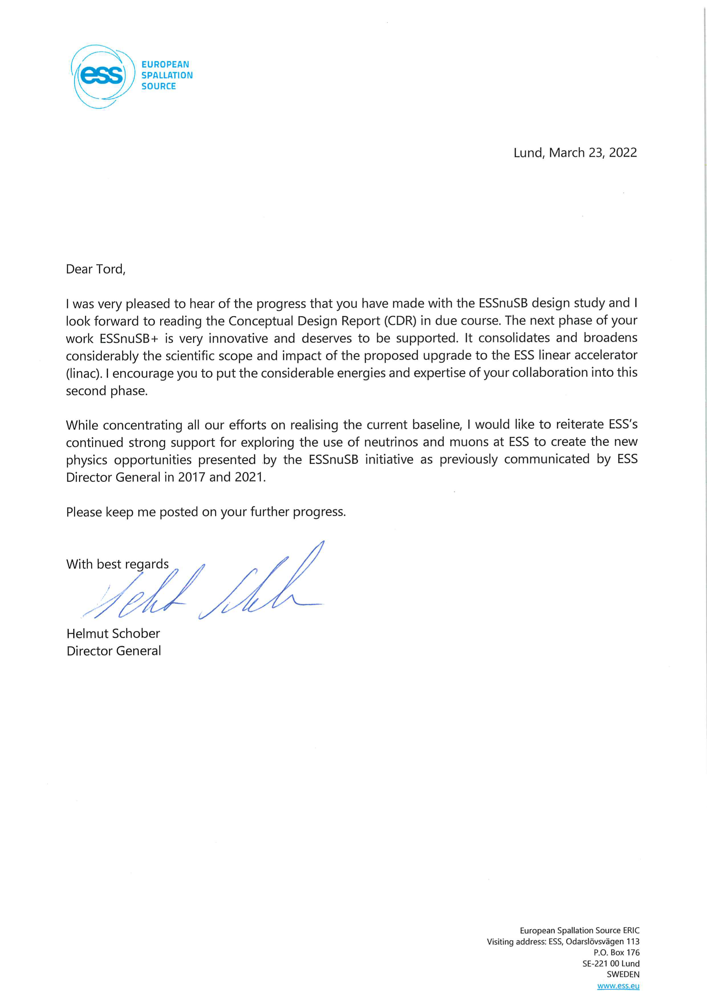 ess
EUROPEAN
SPALLATION
SOURCE
Lund, March 23, 2022
Dear Tord,
I was very pleased to hear of the progress that you have made with the ESSnuSB design study and I
look forward to reading the Conceptual Design Report (CDR) in due course. The next phase of your
work ESSnuSB+ is very innovative and deserves to be supported. It consolidates and broadens
considerably the scientific scope and impact of the proposed upgrade to the ESS linear accelerator
(linac). I encourage you to put the considerable energies and expertise of your collaboration into this
second phase.
While concentrating all our efforts on realising the current baseline, I would like to reiterate ESS’s
continued strong support for exploring the use of neutrinos and muons at ESS to create the new
physics opportunities presented by the ESSnuSB initiative as previously communicated by ESS
Director General in 2017 and 2021.
Please keep me posted on your further progress.
With best regards
Helmut Schober
Director General
European Spallation Source ERIC
Visiting address: ESS, Odarslövsvägen 113
P.O. Box 176
SE-221 00 Lund
SWEDEN
www.ess.eu